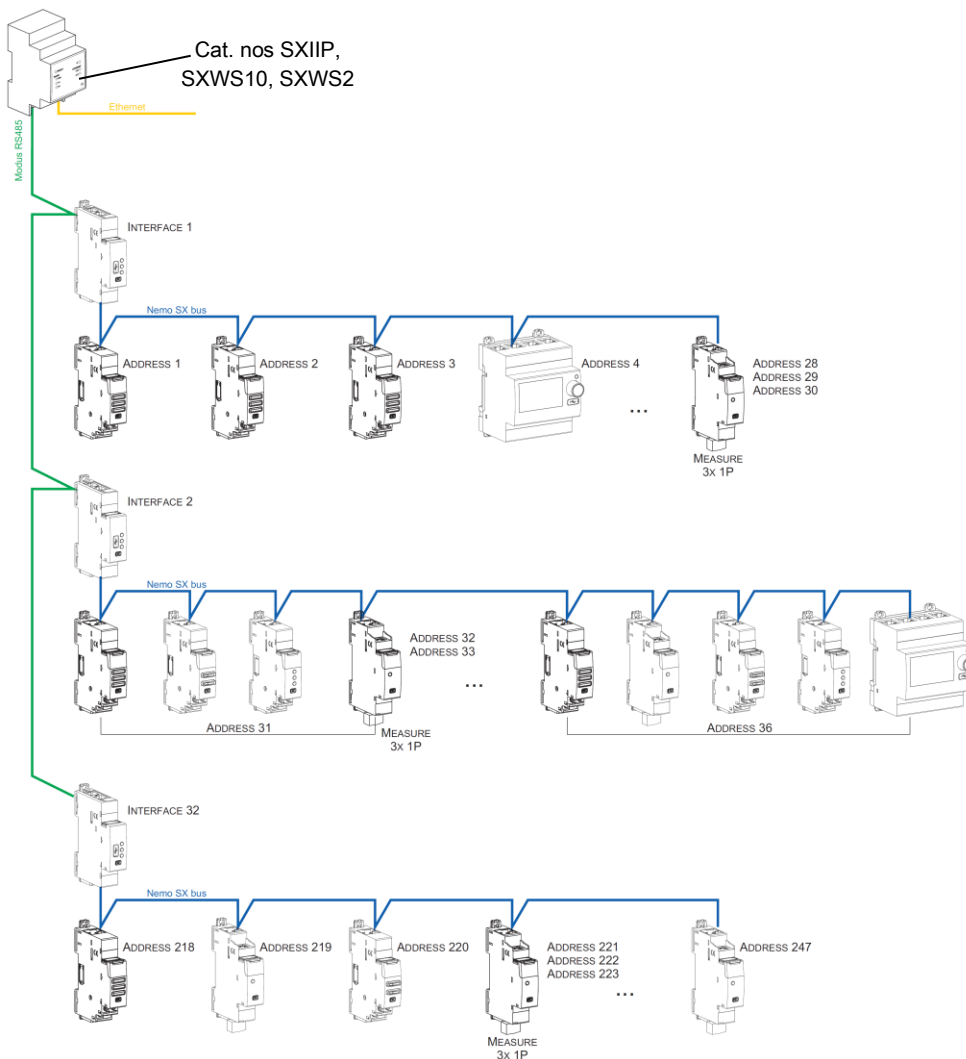 Cat. nos SXIIP,
SXWS10, SXWS2
Ethernet
Modus RS485
INTERFACE 1
Nemo SX bus
ADDRESS 1
ADDRESS 2
ADDRESS 3
ADDRESS 4
ADDRESS 28
ADDRESS 29
ADDRESS 30
...
MEASURE
3X 1P
INTERFACE 2
Nemo SX bus
ADDRESS 32
ADDRESS 33
...
ADDRESS 31
MEASURE
3X 1P
ADDRESS 36
INTERFACE 32
Nemo SX bus
ADDRESS 218
ADDRESS 219
ADDRESS 220
ADDRESS 221
ADDRESS 222
ADDRESS 223
...
ADDRESS 247
MEASURE
3X 1P